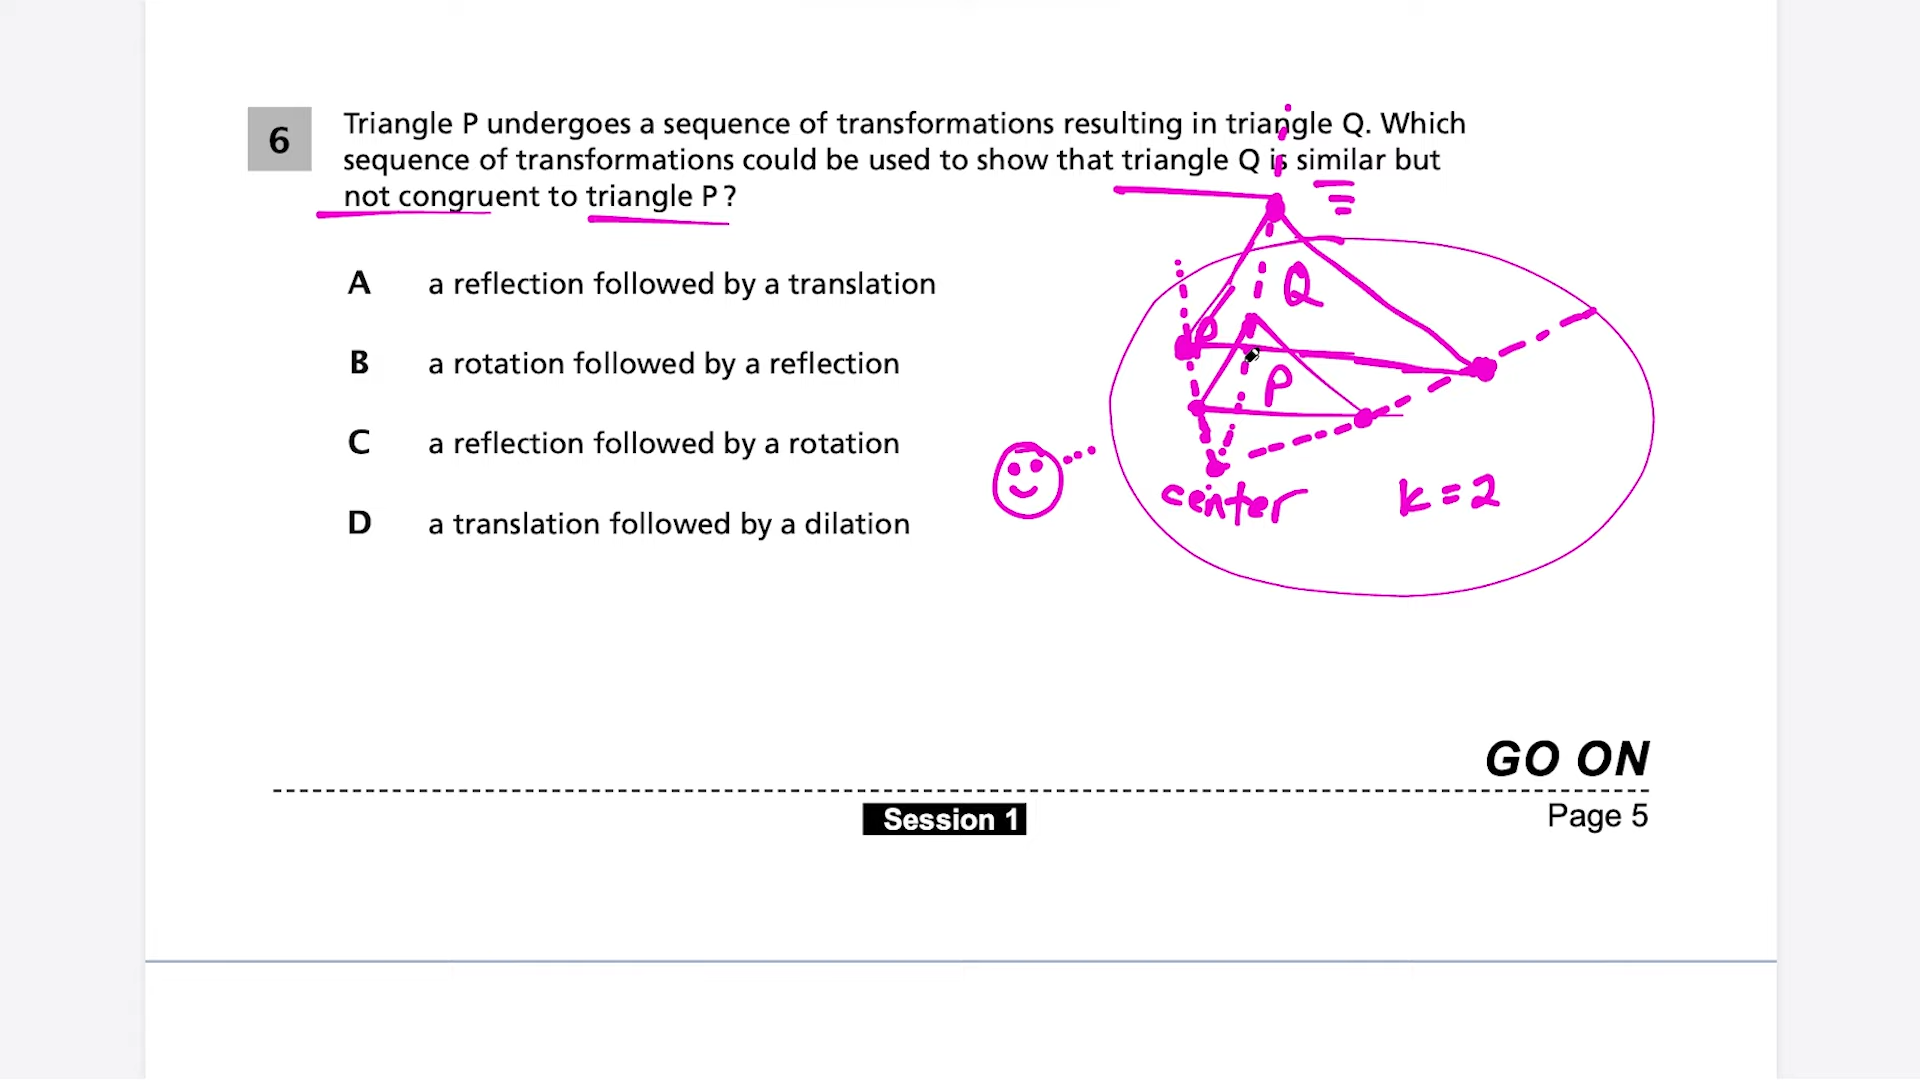 6
Triangle P undergoes a sequence of transformations resulting in triangle Q. Which
sequence of transformations could be used to show that triangle Q is similar but
not congruent to triangle P?
A a reflection followed by a translation
B a rotation followed by a reflection
C a reflection followed by a rotation
D a translation followed by a dilation
Q
P
center
k = 2
GO ON
Session 1
Page 5